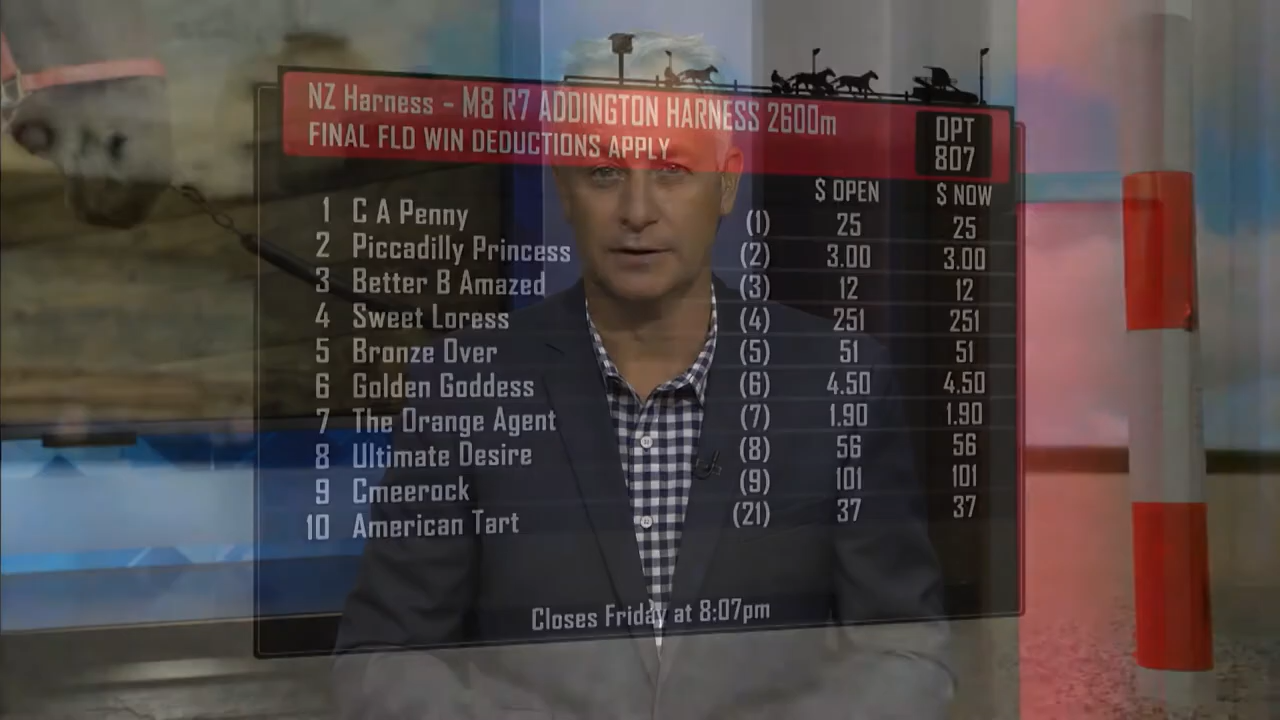 NZ Harness - M8 R7 ADDINGTON HARNESS 2600m
FINAL FLD WIN DEDUCTIONS APPLY
OPT
807
$ OPEN $ NOW
1 C A Penny (1) 25 25
2 Piccadilly Princess (2) 3.00 3.00
3 Better B Amazed (3) 12 12
4 Sweet Loress (4) 251 251
5 Bronze Over (5) 51 51
6 Golden Goddess (6) 4.50 4.50
7 The Orange Agent (7) 1.90 1.90
8 Ultimate Desire (8) 56 56
9 Cmeerock (9) 101 101
10 American Tart (21) 37 37
Closes Friday at 8:07pm